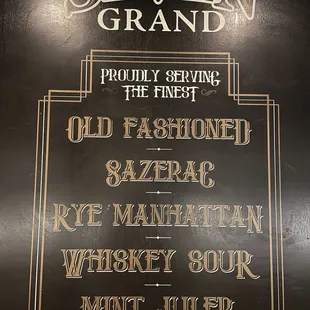 GRAND
PROUDLY SERVING
THE FINEST
OLD FASHIONED
SAZERAC
RYE MANHATTAN
WHISKEY SOUR
MINT JULEP